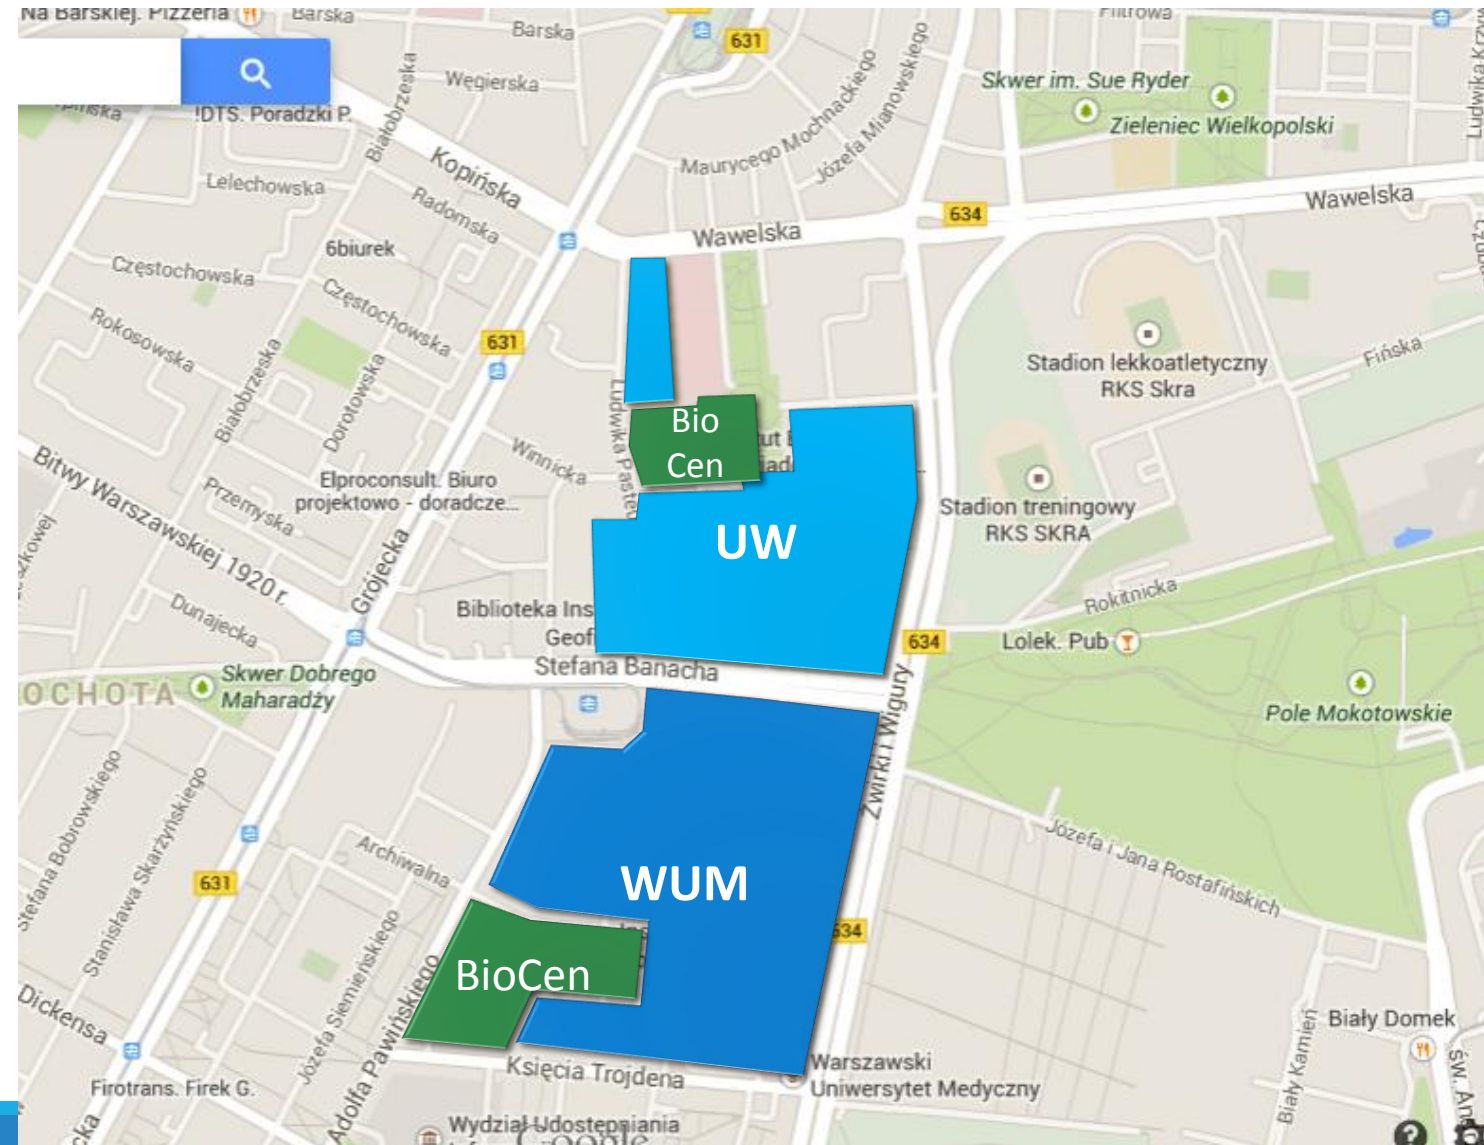 Na Barskiej. Pizzeria
Barska
Barska
631
Filtrowa
Węgierska
Maurycego Mochnackiego
Józefa Mianowskiego
Skwer im. Sue Ryder
Zieleniec Wielkopolski
!DTS. Poradzki P.
Białobrzeska
Kopińska
Lelechowska
Radomska
Wawelska
634
Wawelska
6biurek
Częstochowska
Częstochowska
Rokosowska
631
Białobrzeska
Dorotowska
Stadion lekkoatletyczny
RKS Skra
Fińska
Bio
Cen
Winnicka
Bitwy Warszawskiej 1920 r.
Przemyska
Elproconsult. Biuro
projektowo - doradcze...
Stadion treningowy
RKS SKRA
UW
Grójecka
Dunajecka
Biblioteka Ins
Geofi
Stefana Banacha
Rokitnicka
634
Lolek. Pub
OCHOTA
Skwer Dobrego
Maharadży
Żwirki i Wigury
Pole Mokotowskie
Stefana Bobrowskiego
Stanisława Skarżyńskiego
Archiwalna
Józefa i Jana Rostafińskich
631
WUM
634
BioCen
Józefa Siemieńskiego
Adolfa Pawińskiego
Dickensa
Biały Kamień
Biały Domek
Firotrans. Firek G.
Księcia Trojdena
Warszawski
Uniwersytet Medyczny
Wydział Udostępniania
Google